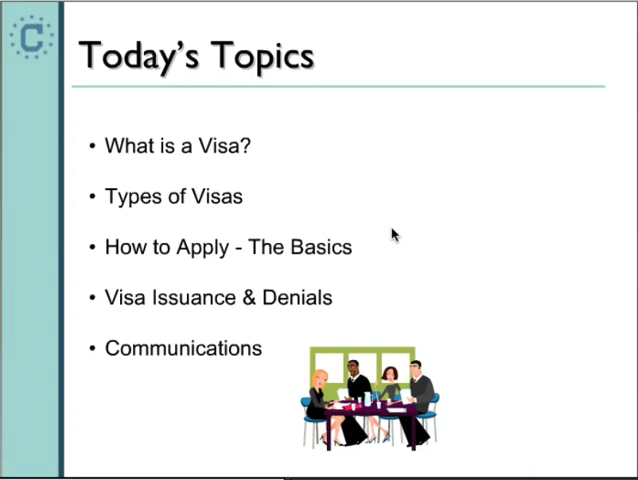 C
Today's Topics
• What is a Visa?
• Types of Visas
• How to Apply - The Basics
• Visa Issuance & Denials
• Communications